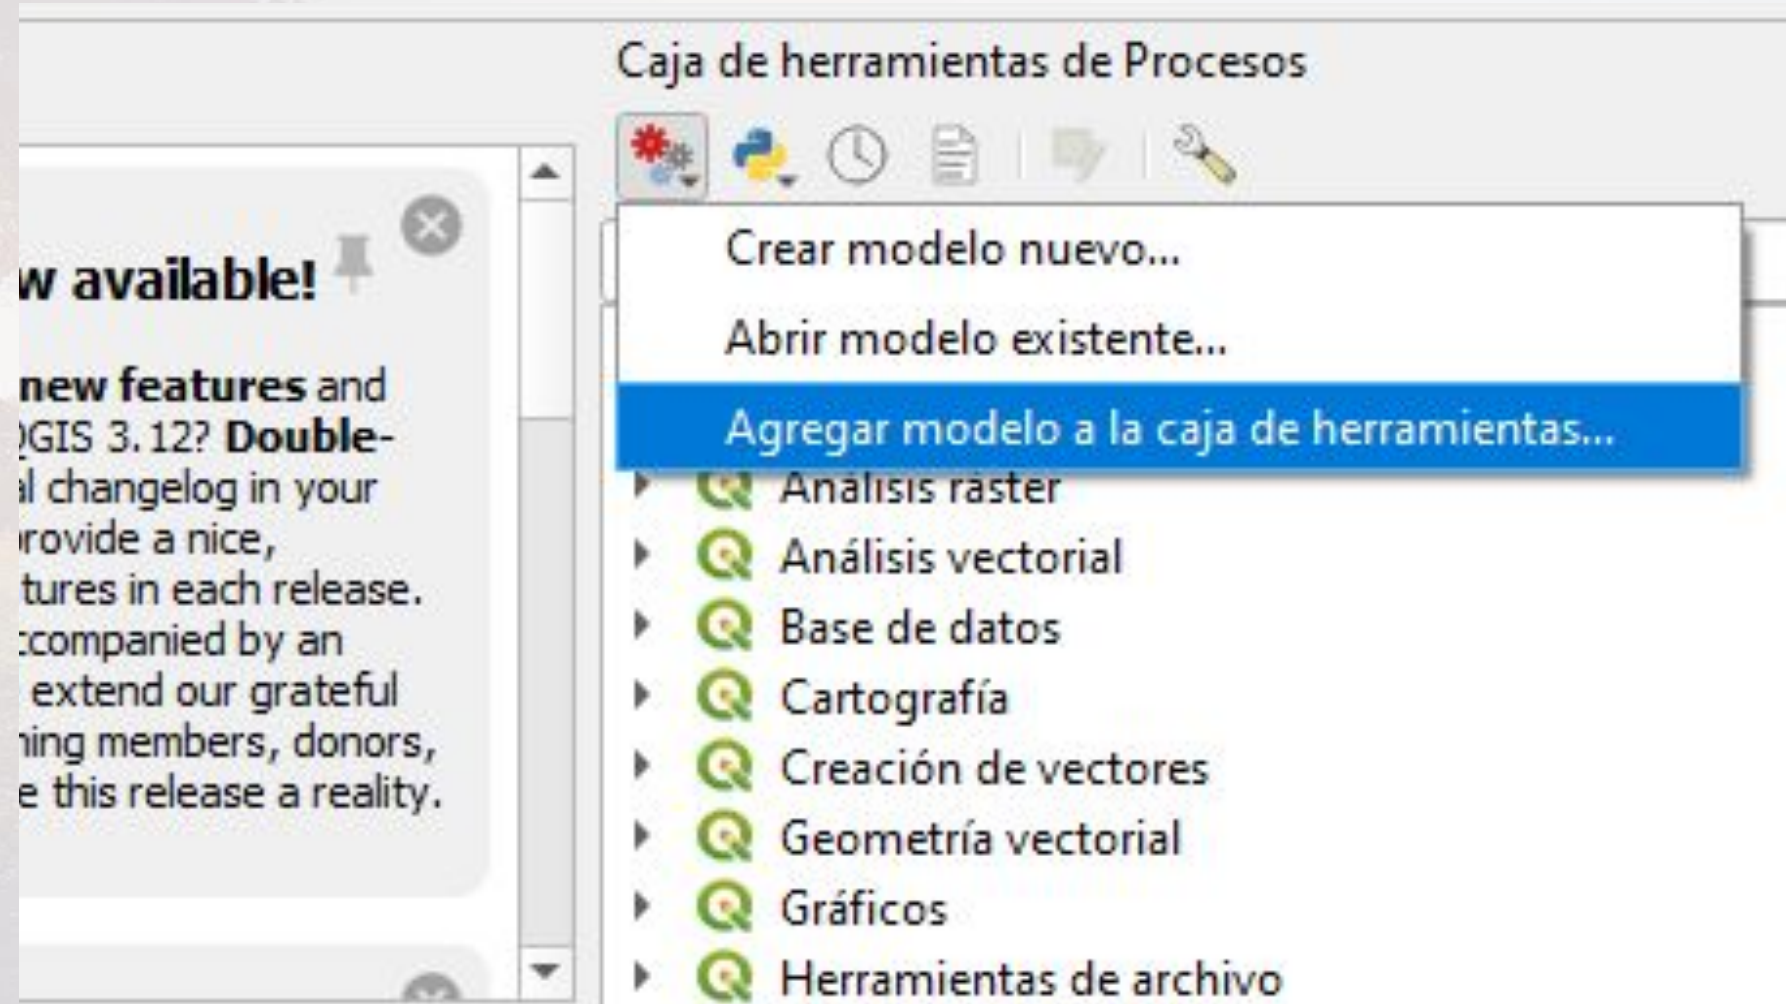 Caja de herramientas de Procesos
Crear modelo nuevo...
Abrir modelo existente...
Agregar modelo a la caja de herramientas...
Análisis ráster
Análisis vectorial
Base de datos
Cartografía
Creación de vectores
Geometría vectorial
Gráficos
Herramientas de archivo
w available!
new features and
QGIS 3.12? Double-
al changelog in your
rovide a nice,
tures in each release.
ccompanied by an
extend our grateful
ning members, donors,
e this release a reality.